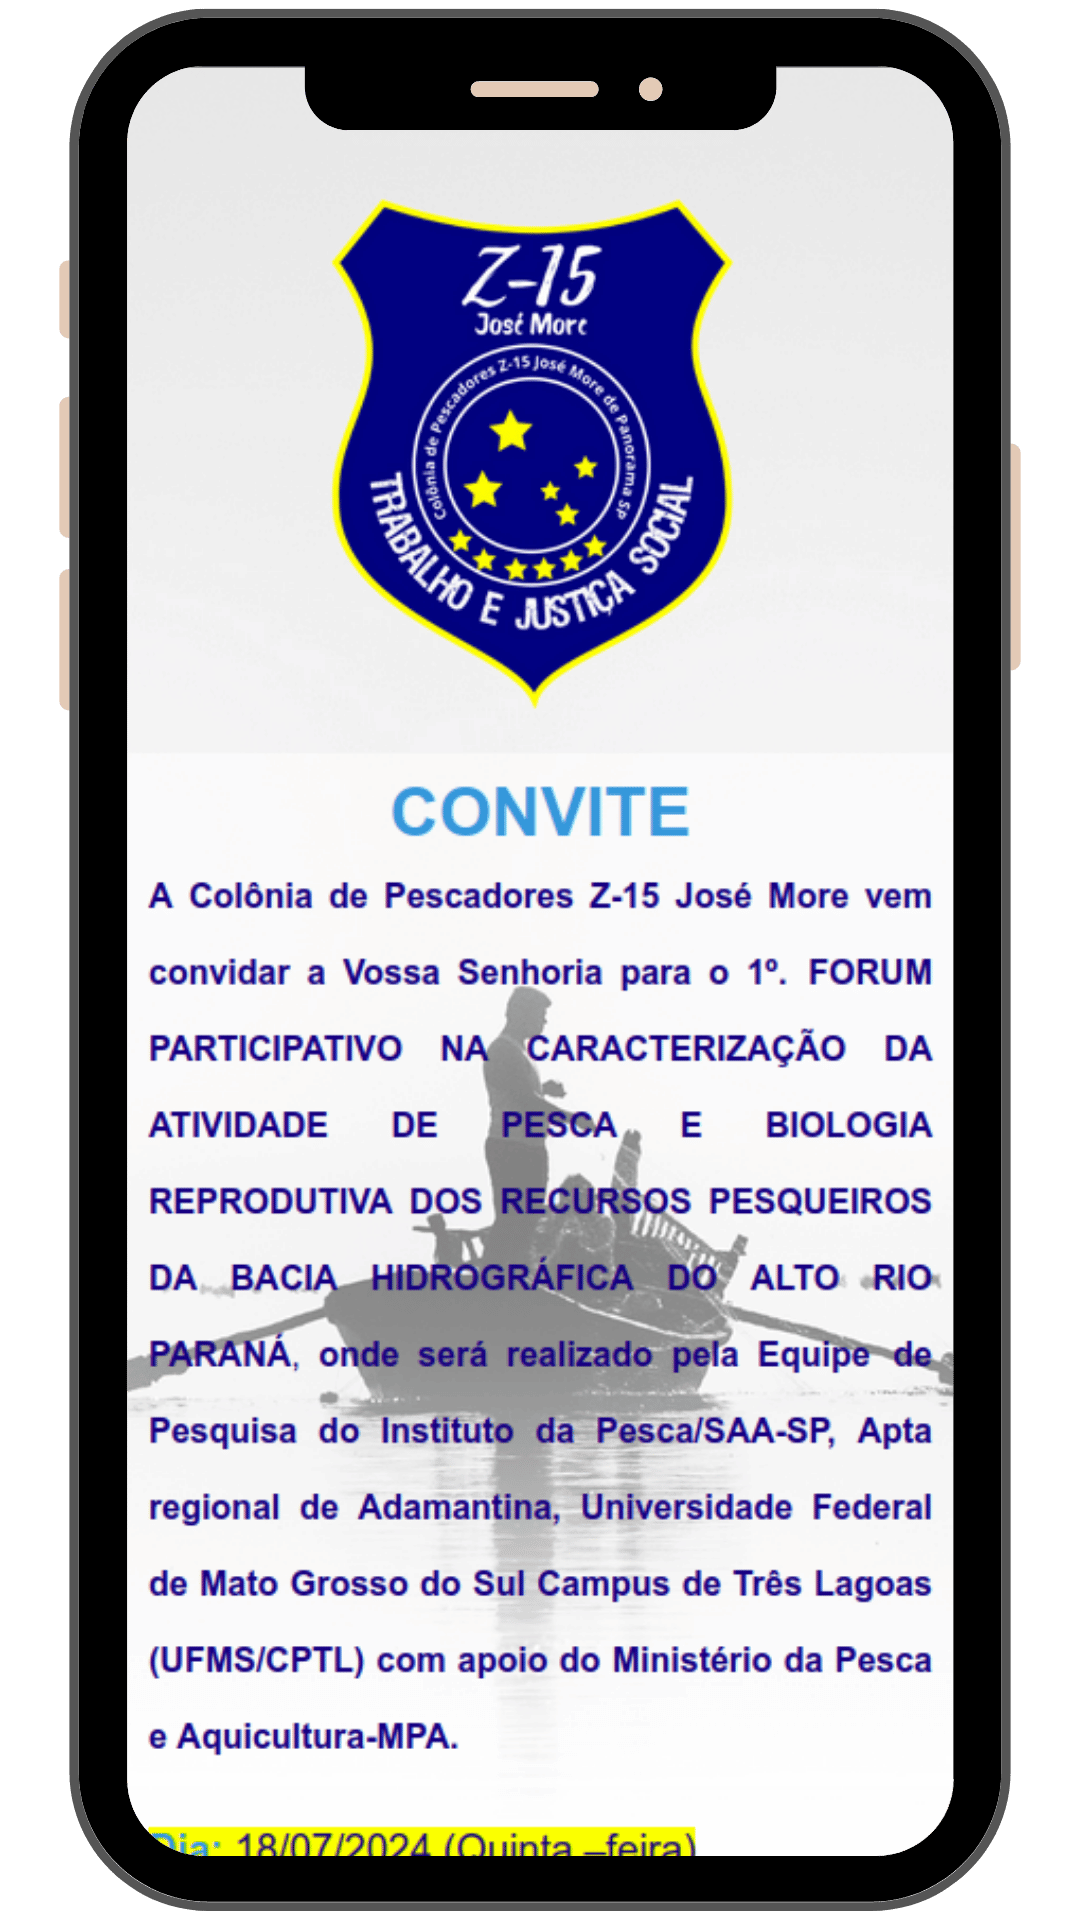 Z-15
José More
Colônia de Pescadores Z-15 José More de Panorama SP
TRABALHO E JUSTIÇA SOCIAL
CONVITE
A Colônia de Pescadores Z-15 José More vem
convidar a Vossa Senhoria para o 1º. FORUM
PARTICIPATIVO NA CARACTERIZAÇÃO DA
ATIVIDADE DE PESCA E BIOLOGIA
REPRODUTIVA DOS RECURSOS PESQUEIROS
DA BACIA HIDROGRÁFICA DO ALTO RIO
PARANÁ, onde será realizado pela Equipe de
Pesquisa do Instituto da Pesca/SAA-SP, Apta
regional de Adamantina, Universidade Federal
de Mato Grosso do Sul Campus de Três Lagoas
(UFMS/CPTL) com apoio do Ministério da Pesca
e Aquicultura-MPA.
Dia: 18/07/2024 (Quinta –feira)